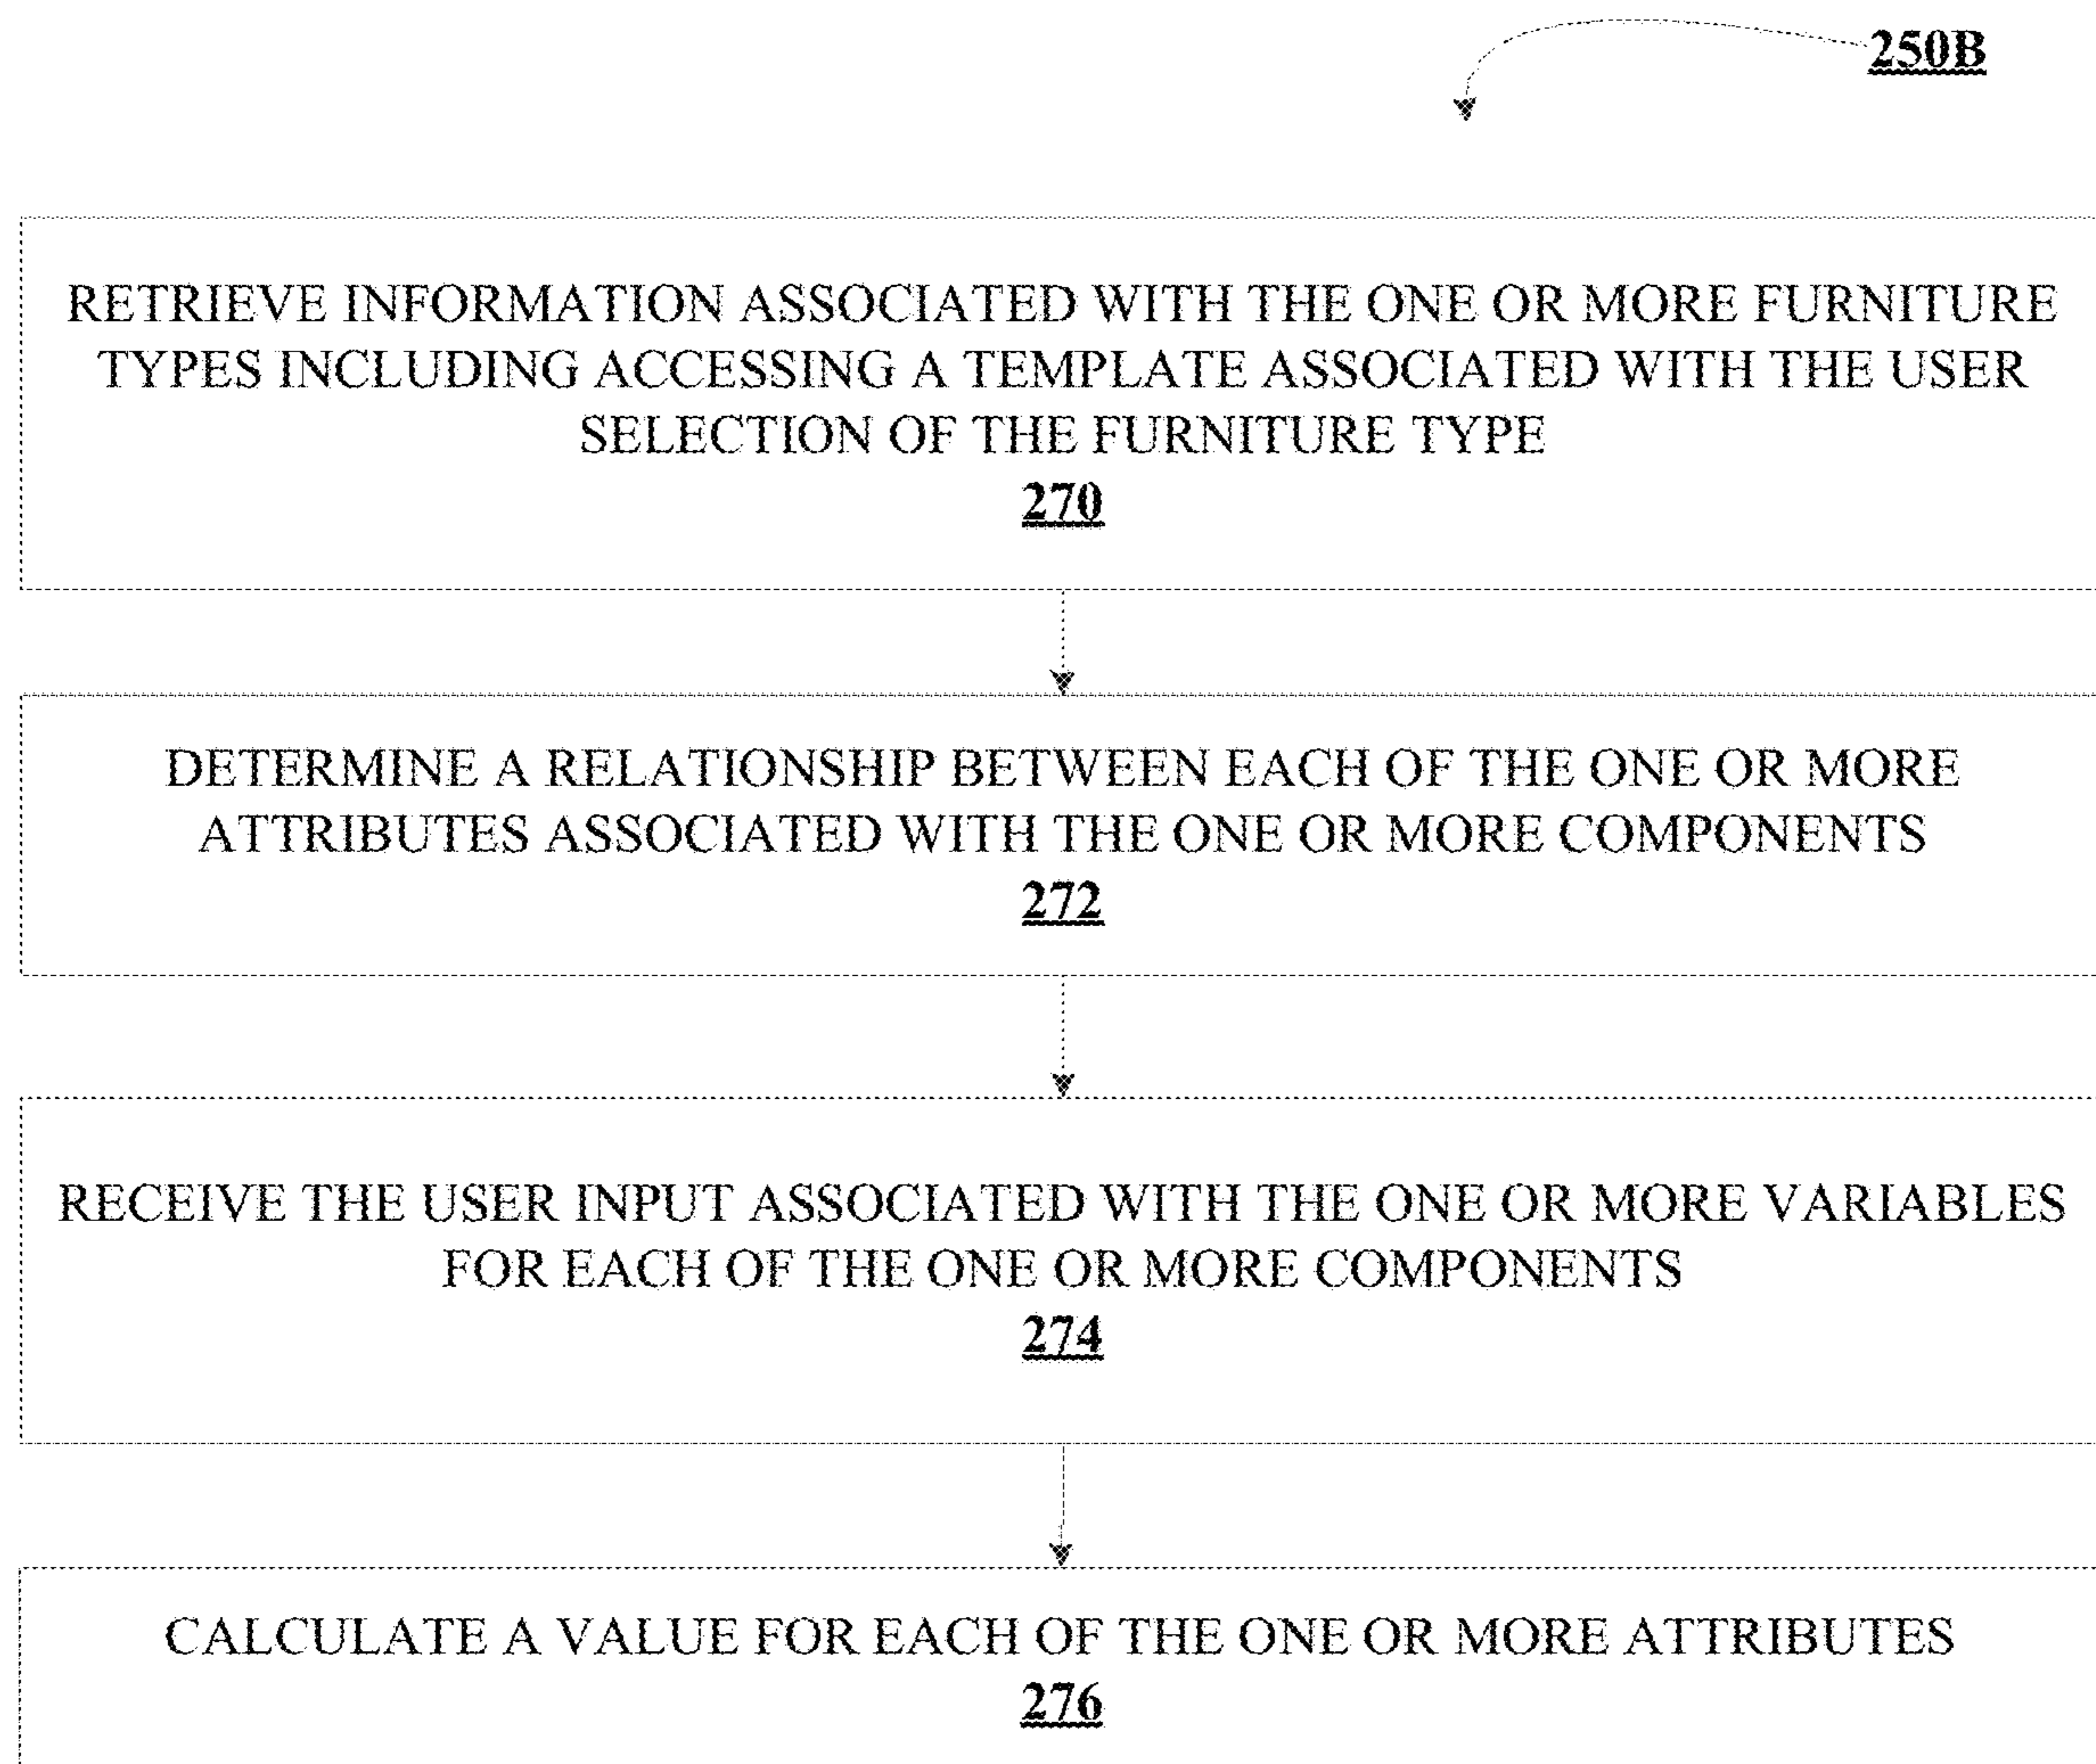 250B
RETRIEVE INFORMATION ASSOCIATED WITH THE ONE OR MORE FURNITURE
TYPES INCLUDING ACCESSING A TEMPLATE ASSOCIATED WITH THE USER
SELECTION OF THE FURNITURE TYPE
270
DETERMINE A RELATIONSHIP BETWEEN EACH OF THE ONE OR MORE
ATTRIBUTES ASSOCIATED WITH THE ONE OR MORE COMPONENTS
272
RECEIVE THE USER INPUT ASSOCIATED WITH THE ONE OR MORE VARIABLES
FOR EACH OF THE ONE OR MORE COMPONENTS
274
CALCULATE A VALUE FOR EACH OF THE ONE OR MORE ATTRIBUTES
276